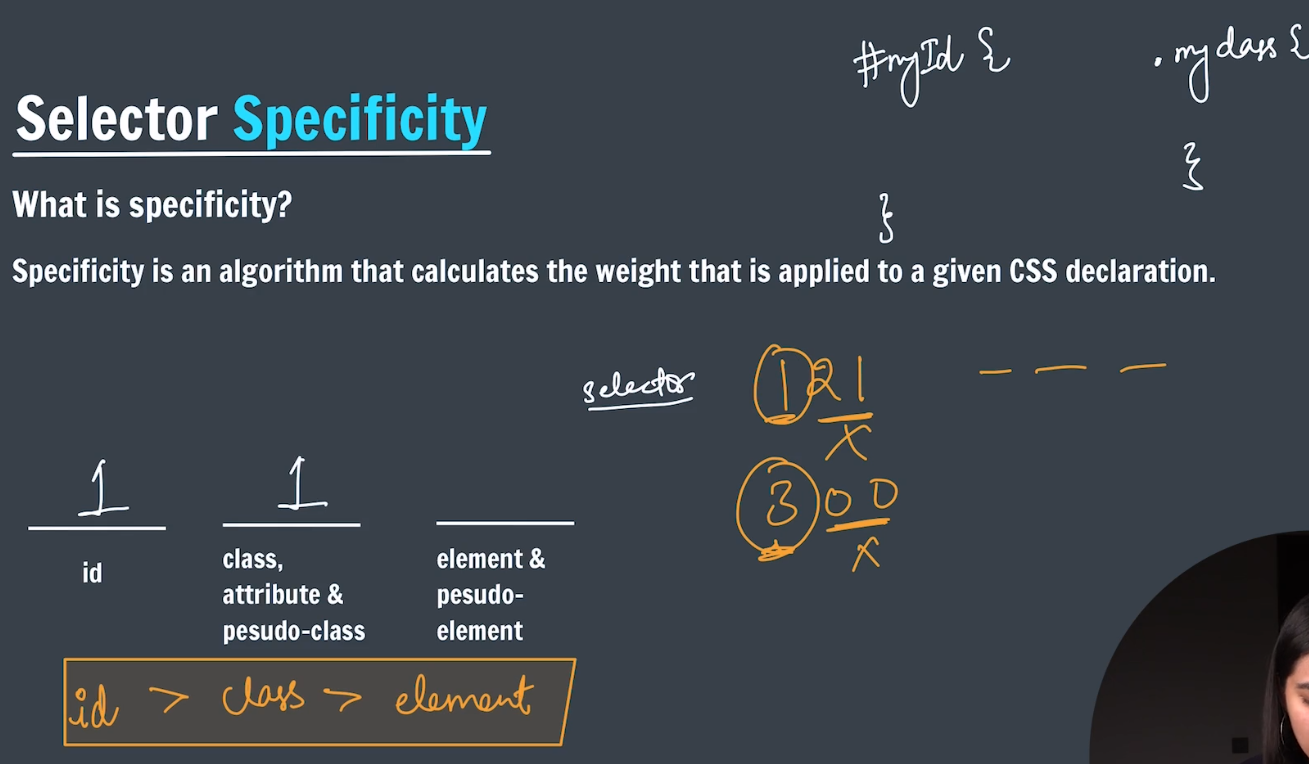 #myId {
.myclass {
Selector Specificity
}
What is specificity?
}
Specificity is an algorithm that calculates the weight that is applied to a given CSS declaration.
selector
1 2 1
x
3 0 0
x
1
1
id
class,
attribute &
pesudo-class
element &
pesudo-
element
id > class > element